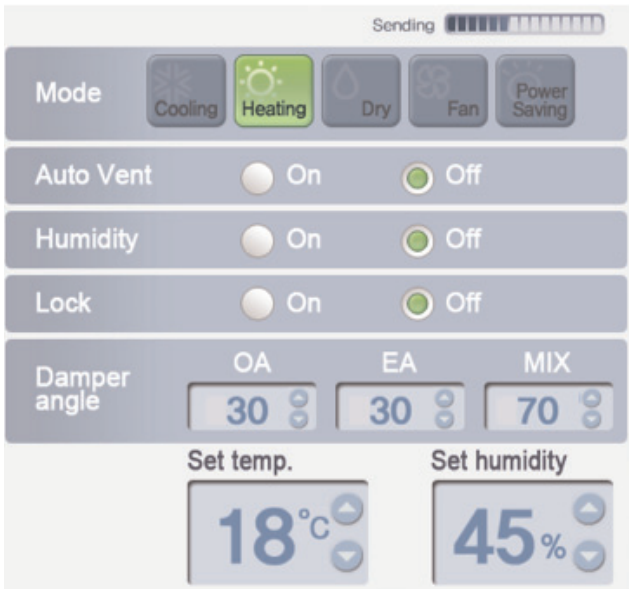 Sending
Mode Cooling Heating Dry Fan Power Saving
Auto Vent On Off
Humidity On Off
Lock On Off
OA EA MIX
Damper angle 30 30 70
Set temp. Set humidity
18°C 45%